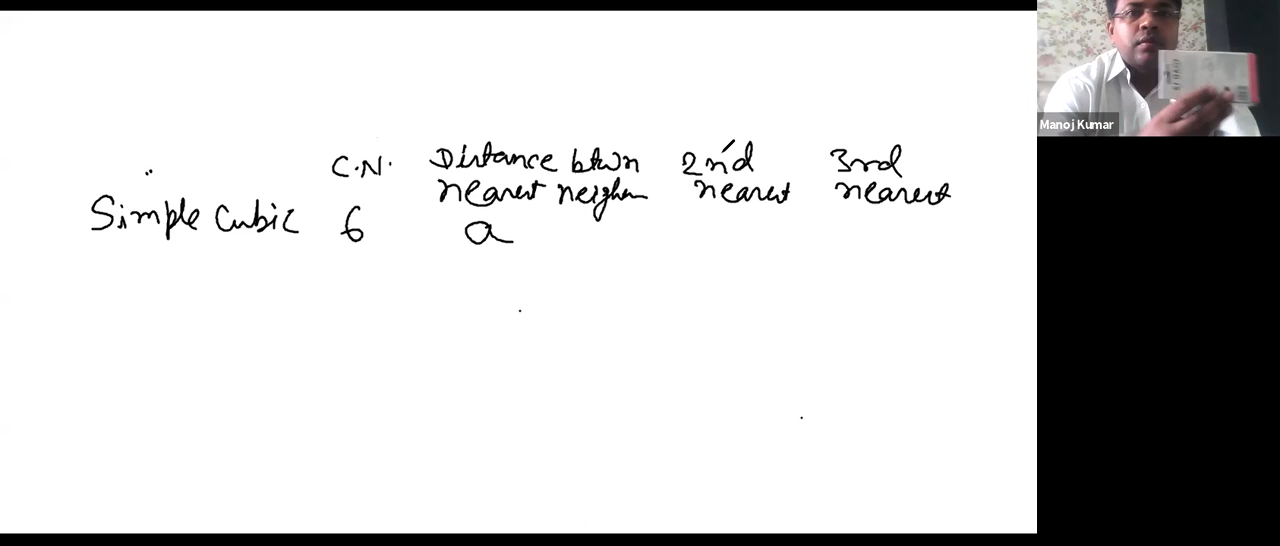 C.N. Distance btwn 2nd 3rd
nearest neighbour nearest nearest
Simple Cubic 6 a
Manoj Kumar